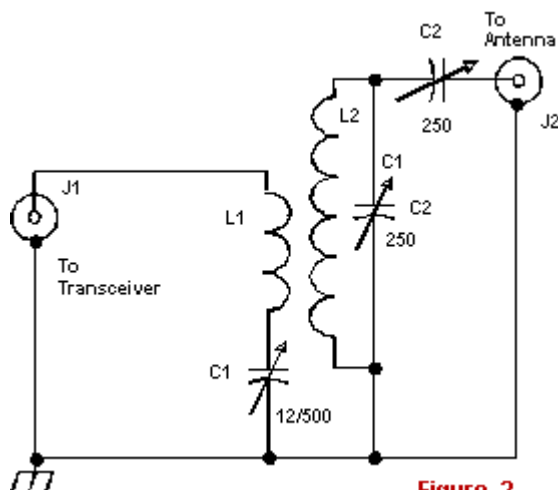 C2
To
Antenna
J2
250
L2
C1
C2
250
J1
L1
To
Transceiver
C1
12/500
Figure 2